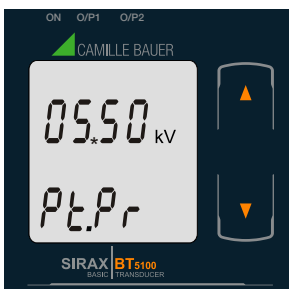 ON O/P1 O/P2
CAMILLE BAUER
05.50 kV
*
Pt.Pr
SIRAX BT5100
BASIC TRANSDUCER